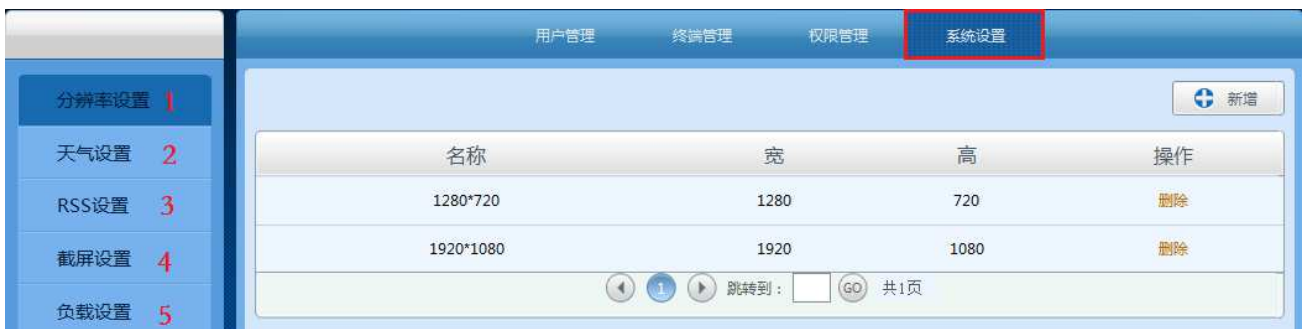 用户管理 终端管理 权限管理 系统设置
分辨率设置 1
天气设置 2
RSS设置 3
截屏设置 4
负载设置 5
新增
名称 宽 高 操作
1280*720 1280 720 删除
1920*1080 1920 1080 删除
1 跳转到： GO 共1页